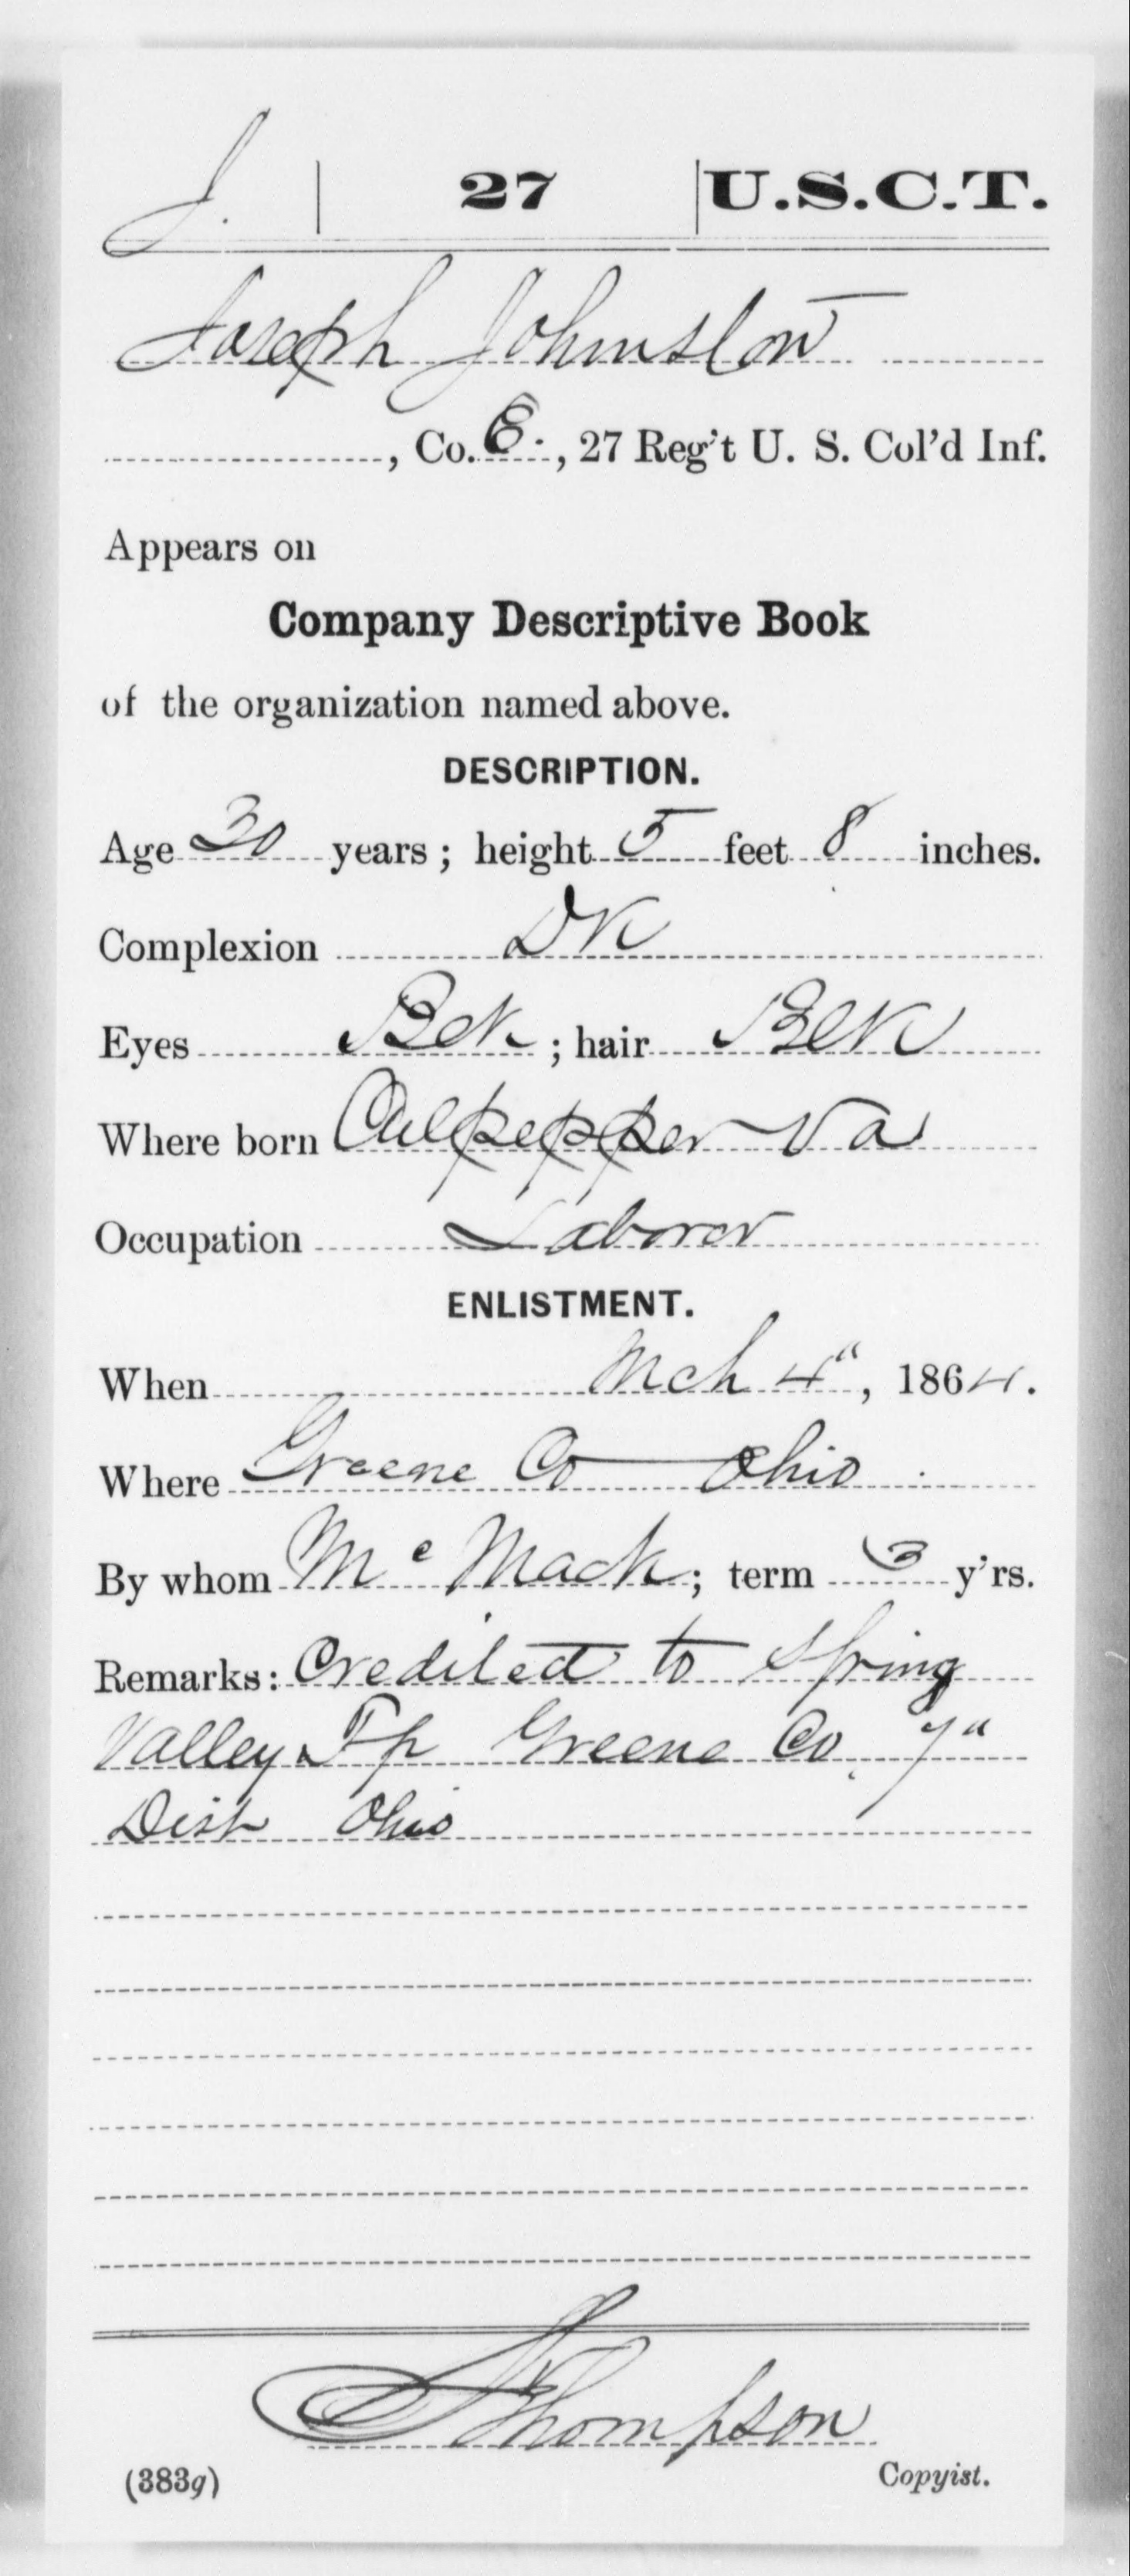 J. | 27 | U.S.C.T.
Joseph Johnston
, Co. E., 27 Reg't U. S. Col'd Inf.
Appears on
Company Descriptive Book
of the organization named above.
DESCRIPTION.
Age 30 years; height 5 feet 8 inches.
Complexion DK
Eyes Blk; hair Blk
Where born Culpepper Va
Occupation Laborer
ENLISTMENT.
When Mch 4", 1864.
Where Greene Co Ohio
By whom Mc Mack; term 3 y'rs.
Remarks: Credited to Spring
Valley Tp Greene Co 7"
Dist Ohio
Thompson
(383g) Copyist.